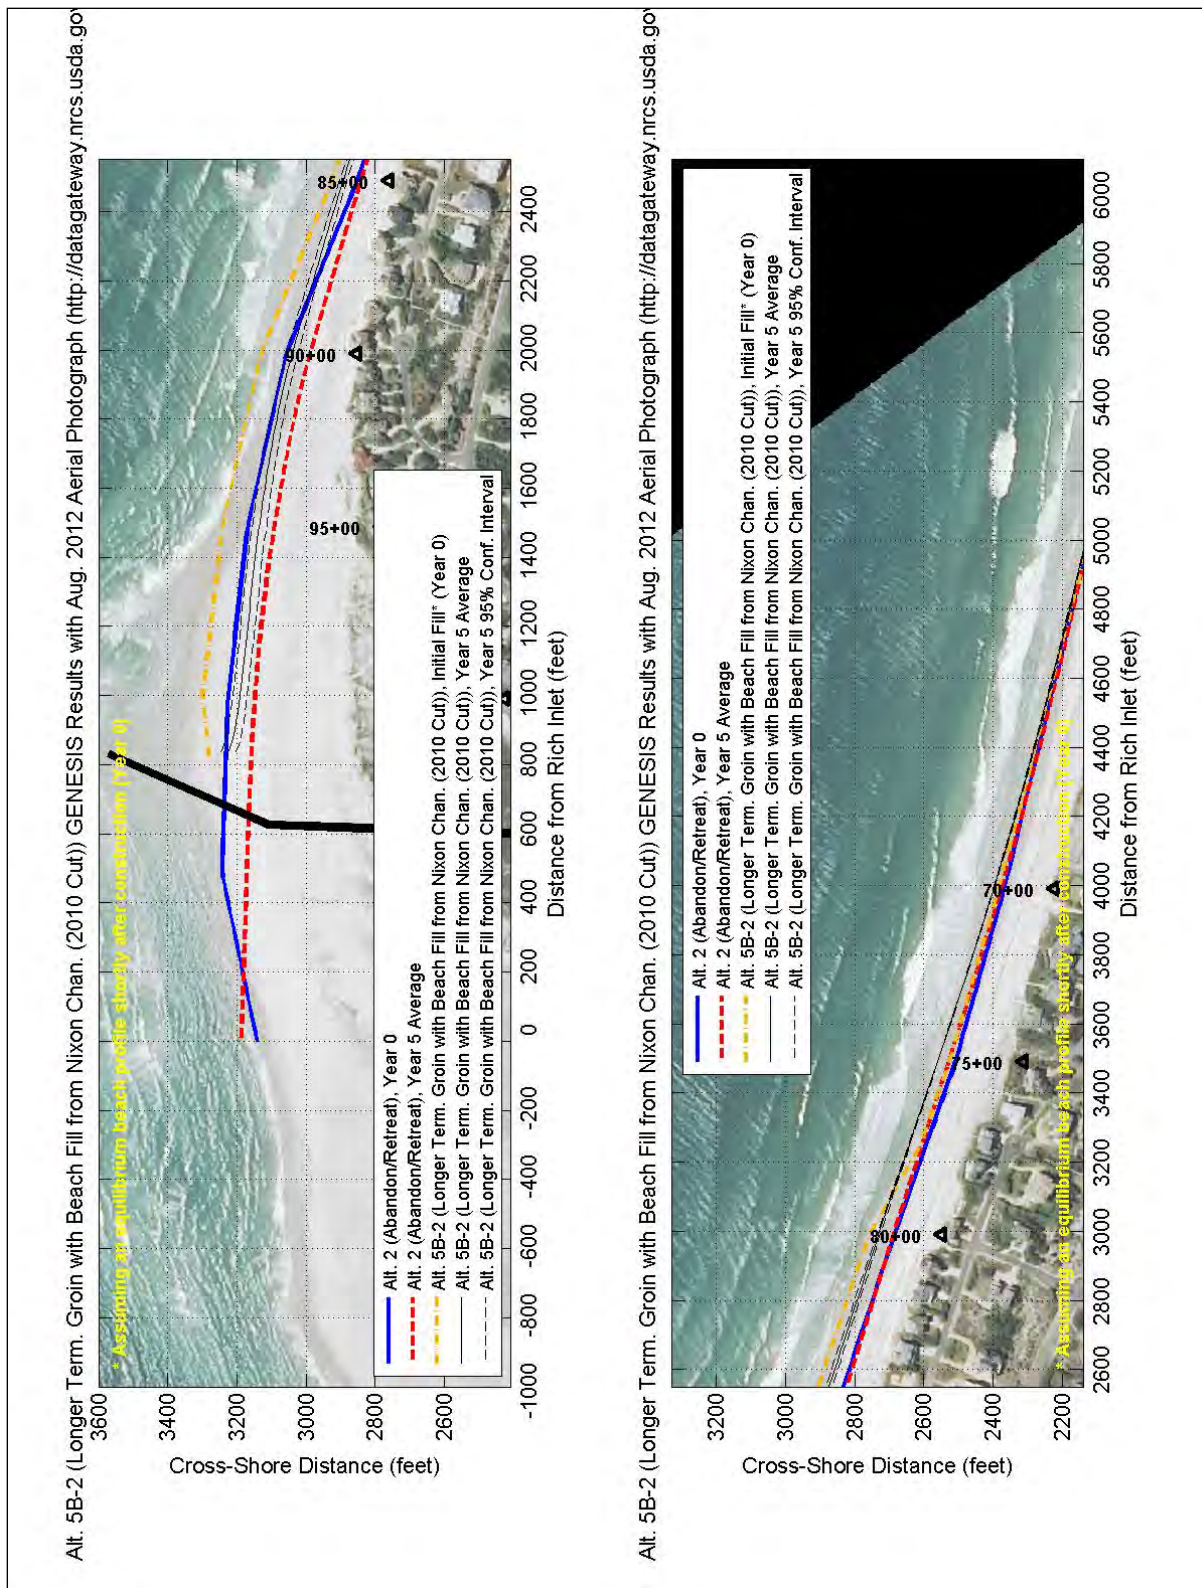 Alt. 5B-2 (Longer Term. Groin with Beach Fill from Nixon Chan. (2010 Cut)) GENESIS Results with Aug. 2012 Aerial Photograph (http://datagateway.nrcs.usda.gov
3600
3400
3200
3000
2800
2600
Cross-Shore Distance (feet)
* Assuming an equilibrium beach profile shortly after construction (Year 0)
85+00
90+00
95+00
Alt. 2 (Abandon/Retreat), Year 0
Alt. 2 (Abandon/Retreat), Year 5 Average
Alt. 5B-2 (Longer Term. Groin with Beach Fill from Nixon Chan. (2010 Cut)), Initial Fill* (Year 0)
Alt. 5B-2 (Longer Term. Groin with Beach Fill from Nixon Chan. (2010 Cut)), Year 5 Average
Alt. 5B-2 (Longer Term. Groin with Beach Fill from Nixon Chan. (2010 Cut)), Year 5 95% Conf. Interval
-1000 -800 -600 -400 -200 0 200 400 600 800 1000 1200 1400 1600 1800 2000 2200 2400
Distance from Rich Inlet (feet)
Alt. 5B-2 (Longer Term. Groin with Beach Fill from Nixon Chan. (2010 Cut)) GENESIS Results with Aug. 2012 Aerial Photograph (http://datagateway.nrcs.usda.gov
3200
3000
2800
2600
2400
2200
Cross-Shore Distance (feet)
Alt. 2 (Abandon/Retreat), Year 0
Alt. 2 (Abandon/Retreat), Year 5 Average
Alt. 5B-2 (Longer Term. Groin with Beach Fill from Nixon Chan. (2010 Cut)), Initial Fill* (Year 0)
Alt. 5B-2 (Longer Term. Groin with Beach Fill from Nixon Chan. (2010 Cut)), Year 5 Average
Alt. 5B-2 (Longer Term. Groin with Beach Fill from Nixon Chan. (2010 Cut)), Year 5 95% Conf. Interval
80+00
75+00
70+00
* Assuming an equilibrium beach profile shortly after construction (Year 0)
2600 2800 3000 3200 3400 3600 3800 4000 4200 4400 4600 4800 5000 5200 5400 5600 5800 6000
Distance from Rich Inlet (feet)